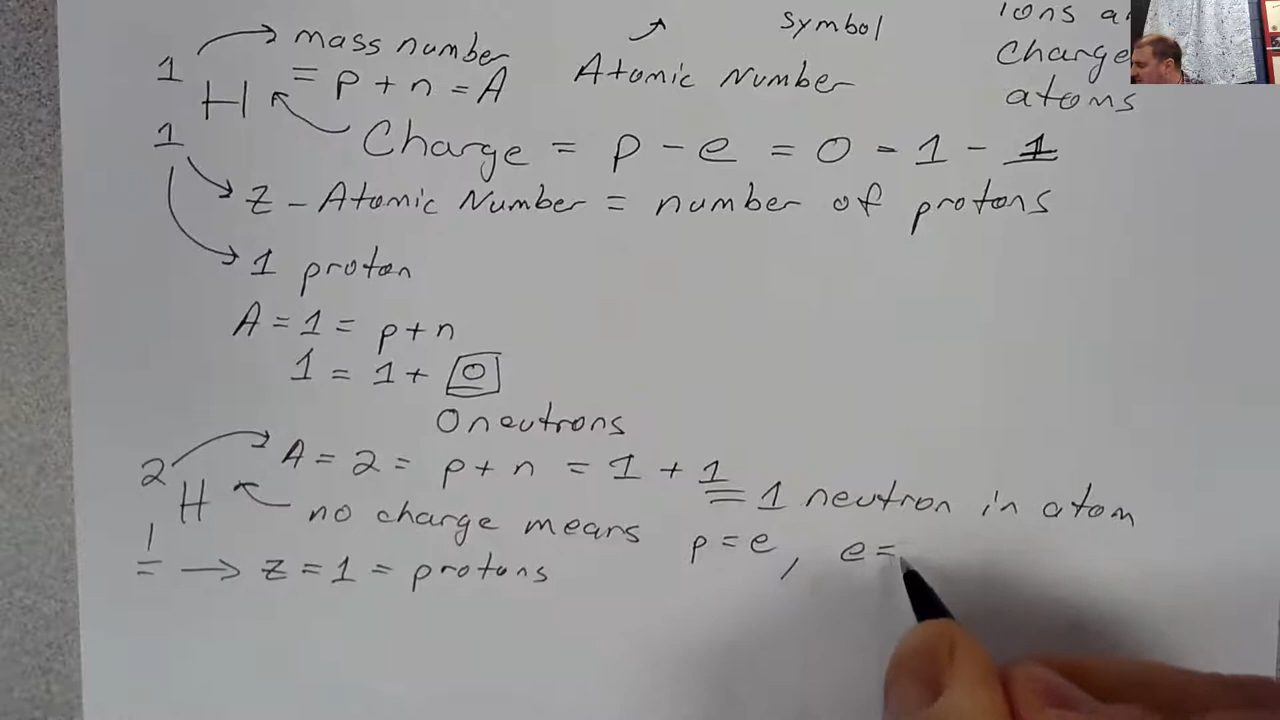 symbol
ions
mass number
Atomic Number
Charge
1 H
= p + n = A
atoms
1
Charge = p - e = 0 = 1 - 1
z - Atomic Number = number of protons
1 proton
A = 1 = p + n
1 = 1 + 0
0 neutrons
2 H
A = 2 = p + n = 1 + 1
= 1 neutron in atom
no charge means p = e, e =
1
z = 1 = protons